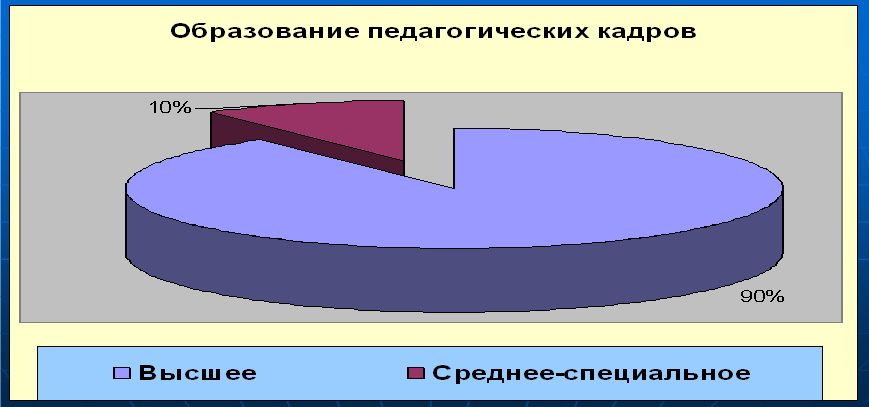 Образование педагогических кадров
10%
90%
Высшее
Среднее-специальное